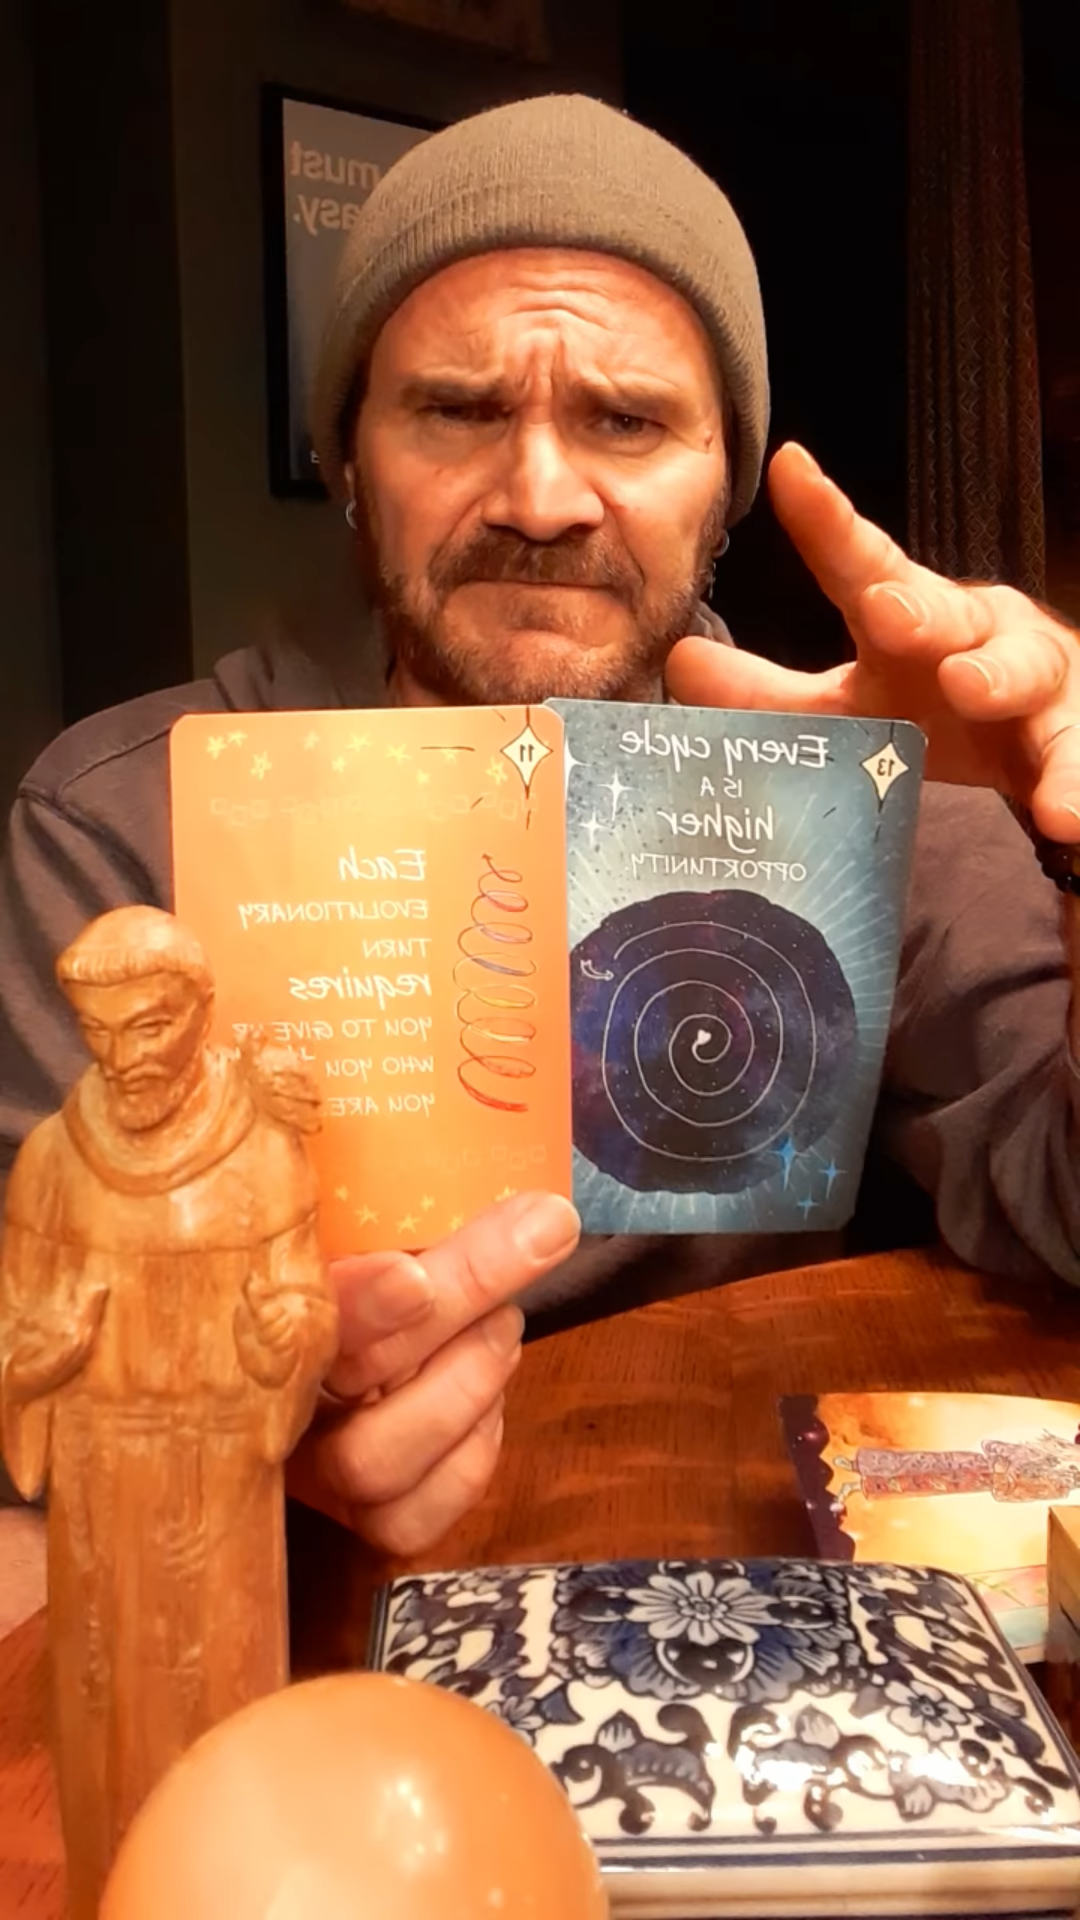 must
easy.
11
Each
EVOLUTIONARY
TURN
requires
YOU TO GIVE UP
WHO YOU
YOU ARE.
13
Every cycle
IS A
higher
OPPORTUNITY.